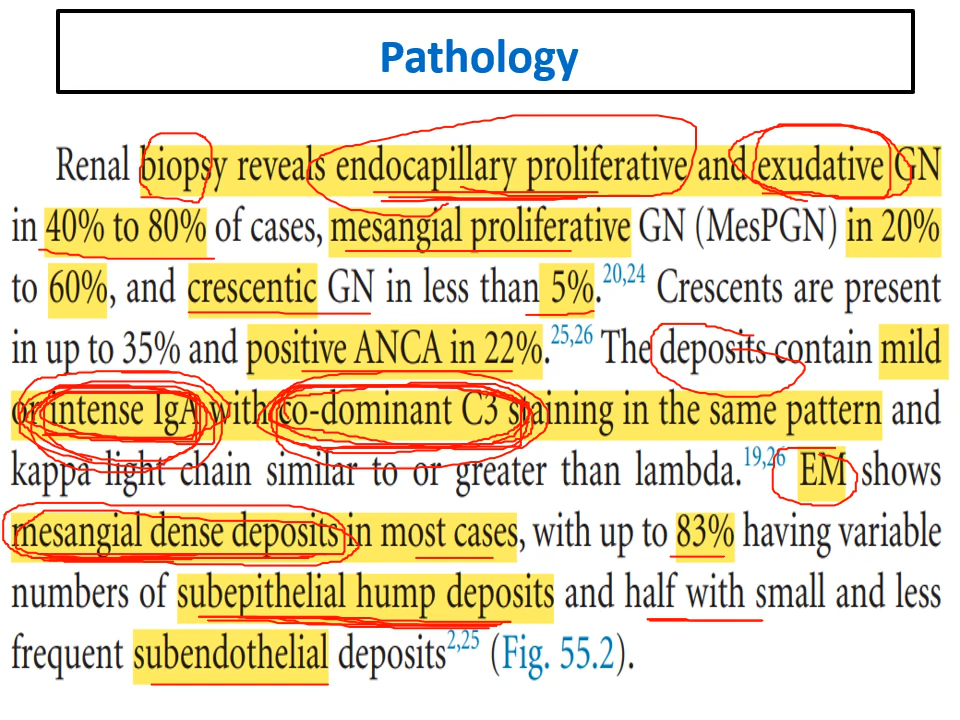 Pathology
Renal biopsy reveals endocapillary proliferative and exudative GN
in 40% to 80% of cases, mesangial proliferative GN (MesPGN) in 20%
to 60%, and crescentic GN in less than 5%.20,24 Crescents are present
in up to 35% and positive ANCA in 22%.25,26 The deposits contain mild
or intense IgA with co-dominant C3 staining in the same pattern and
kappa light chain similar to or greater than lambda.19,26 EM shows
mesangial dense deposits in most cases, with up to 83% having variable
numbers of subepithelial hump deposits and half with small and less
frequent subendothelial deposits2,25 (Fig. 55.2).